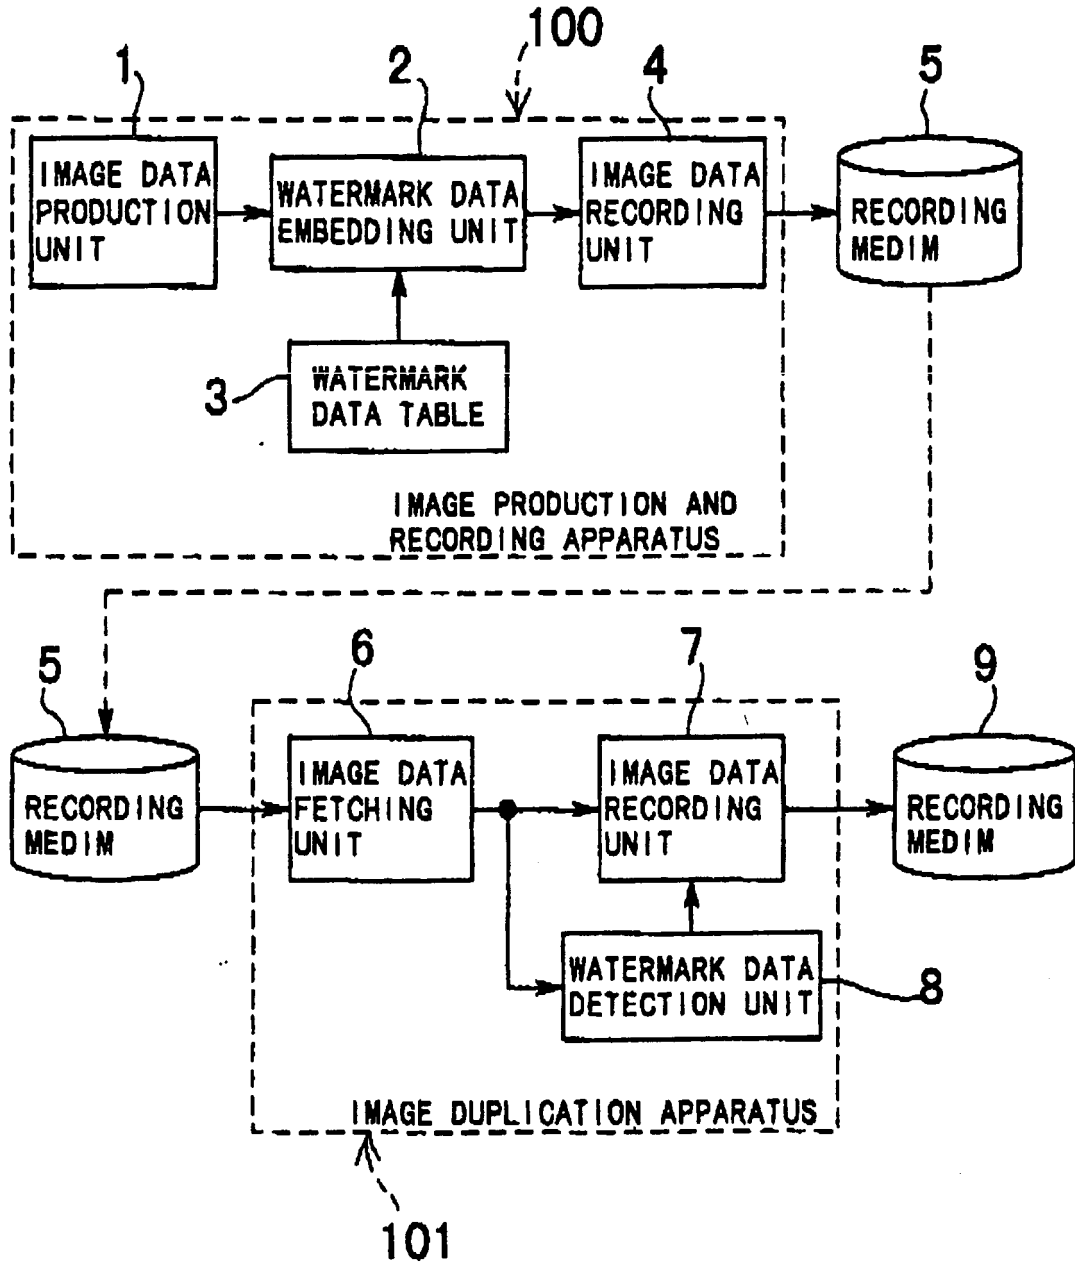 100
1
2
4
5
IMAGE DATA
PRODUCTION
UNIT
WATERMARK DATA
EMBEDDING UNIT
IMAGE DATA
RECORDING
UNIT
RECORDING
MEDIM
3
WATERMARK
DATA TABLE
IMAGE PRODUCTION AND
RECORDING APPARATUS
5
6
7
9
RECORDING
MEDIM
IMAGE DATA
FETCHING
UNIT
IMAGE DATA
RECORDING
UNIT
RECORDING
MEDIM
WATERMARK DATA
DETECTION UNIT
8
IMAGE DUPLICATION APPARATUS
101